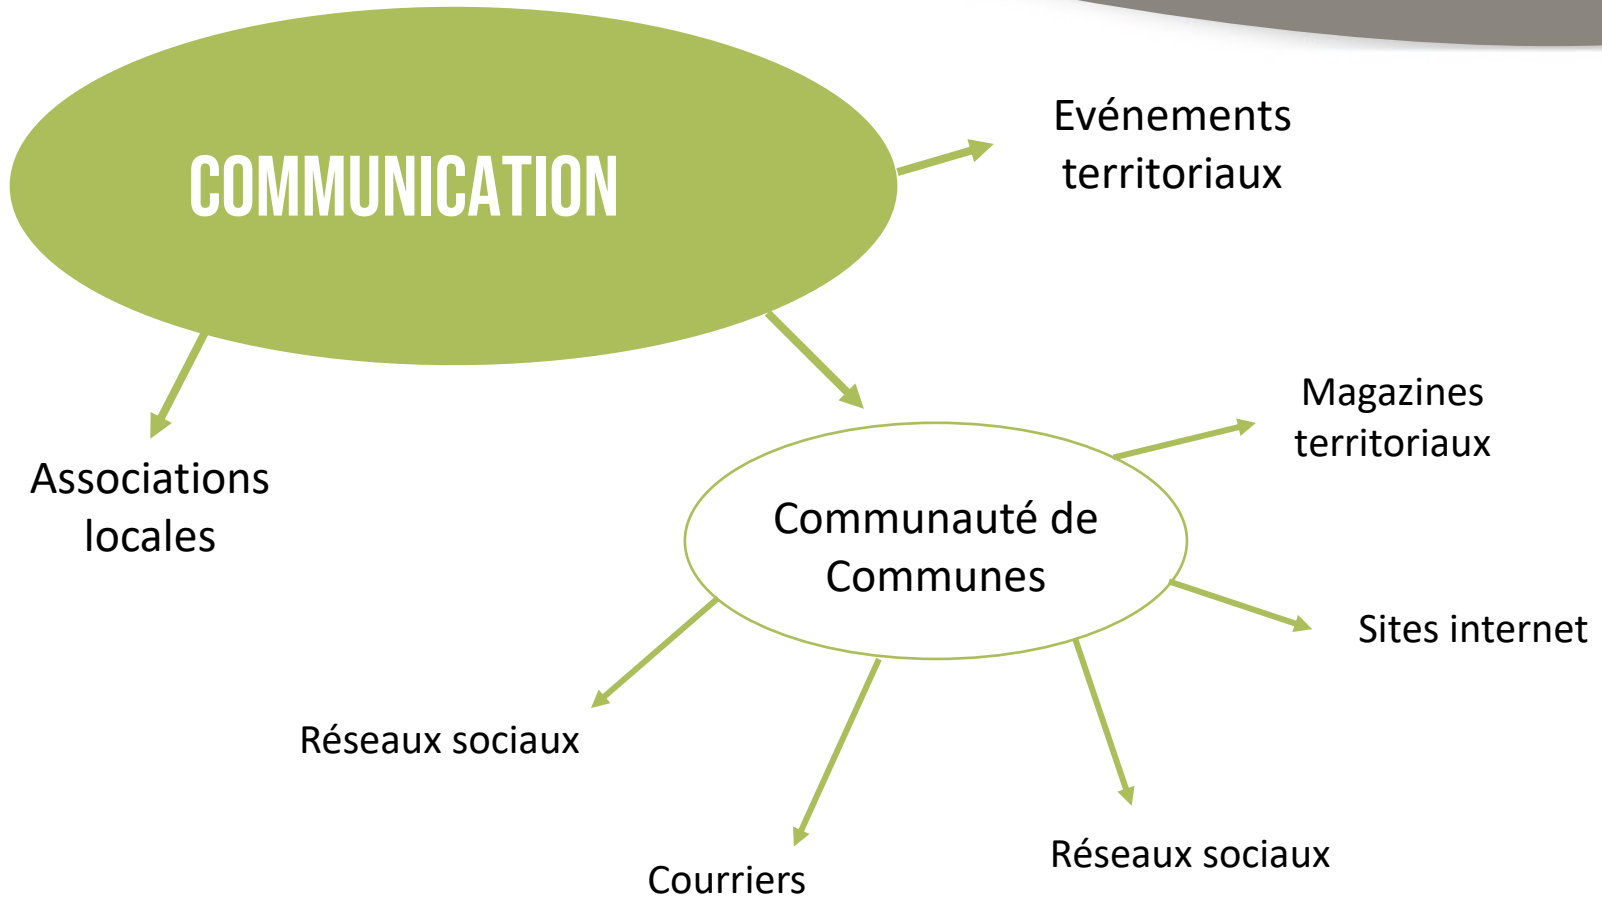 COMMUNICATION
Evénements
territoriaux
Associations
locales
Communauté de
Communes
Magazines
territoriaux
Sites internet
Réseaux sociaux
Courriers
Réseaux sociaux